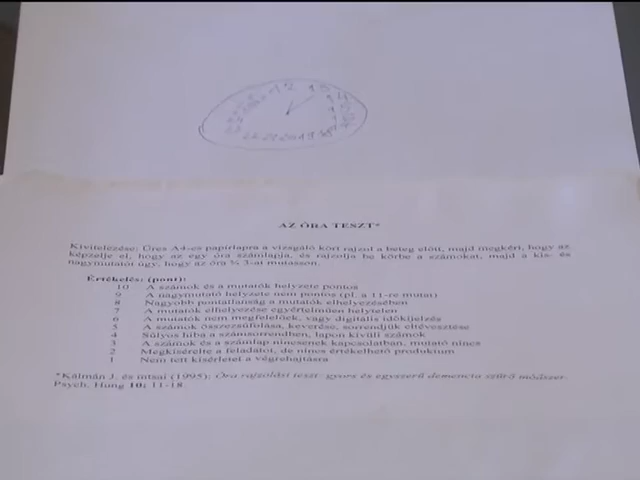 12
AZ ÓRA TESZT*
Kivitelezése: Üres A4-es papírlapra a vizsgáló kört rajzol a beteg előtt, majd megkéri, hogy az
képzelje el, hogy az egy óra számlapja, és rajzolja be körbe a számokat, majd a kis- és
nagymutatót úgy, hogy az óra ¾ 3-at mutasson.
Értékelés: (pont):
10 A számok és a mutatók helyzete pontos
9 A nagymutató helyzete nem pontos (pl. a 11-re mutat)
8 Nagyobb pontatlanság a mutatók elhelyezésében
7 A mutatók elhelyezése egyértelműen helytelen
6 A mutatók nem megfelelőek, vagy digitális időkijelzés
5 A számok összezsúfolása, keverése, sorrendjük eltévesztése
4 Súlyos hiba a számsorrendben, lapon kívüli számok
3 A számok és a számlap nincsenek kapcsolatban, mutató nincs
2 Megkísérelte a feladatot, de nincs értékelhető produktum
1 Nem tett kísérletet a végrehajtásra
*Kálmán J. és mtsai (1995): Óra rajzolási teszt: gyors és egyszerű demencia szűrő módszer.
Psych. Hung 10: 11-18